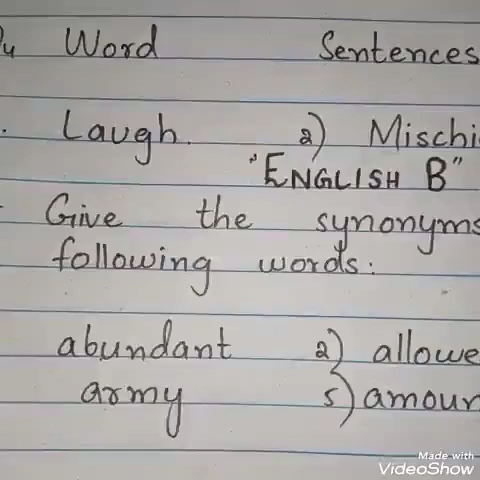 Word Sentences
Laugh. 2) Mischi
"ENGLISH B"
Give the synonyms
following words:
abundant 2) allowe
army 5) amoun
Made with
VideoShow